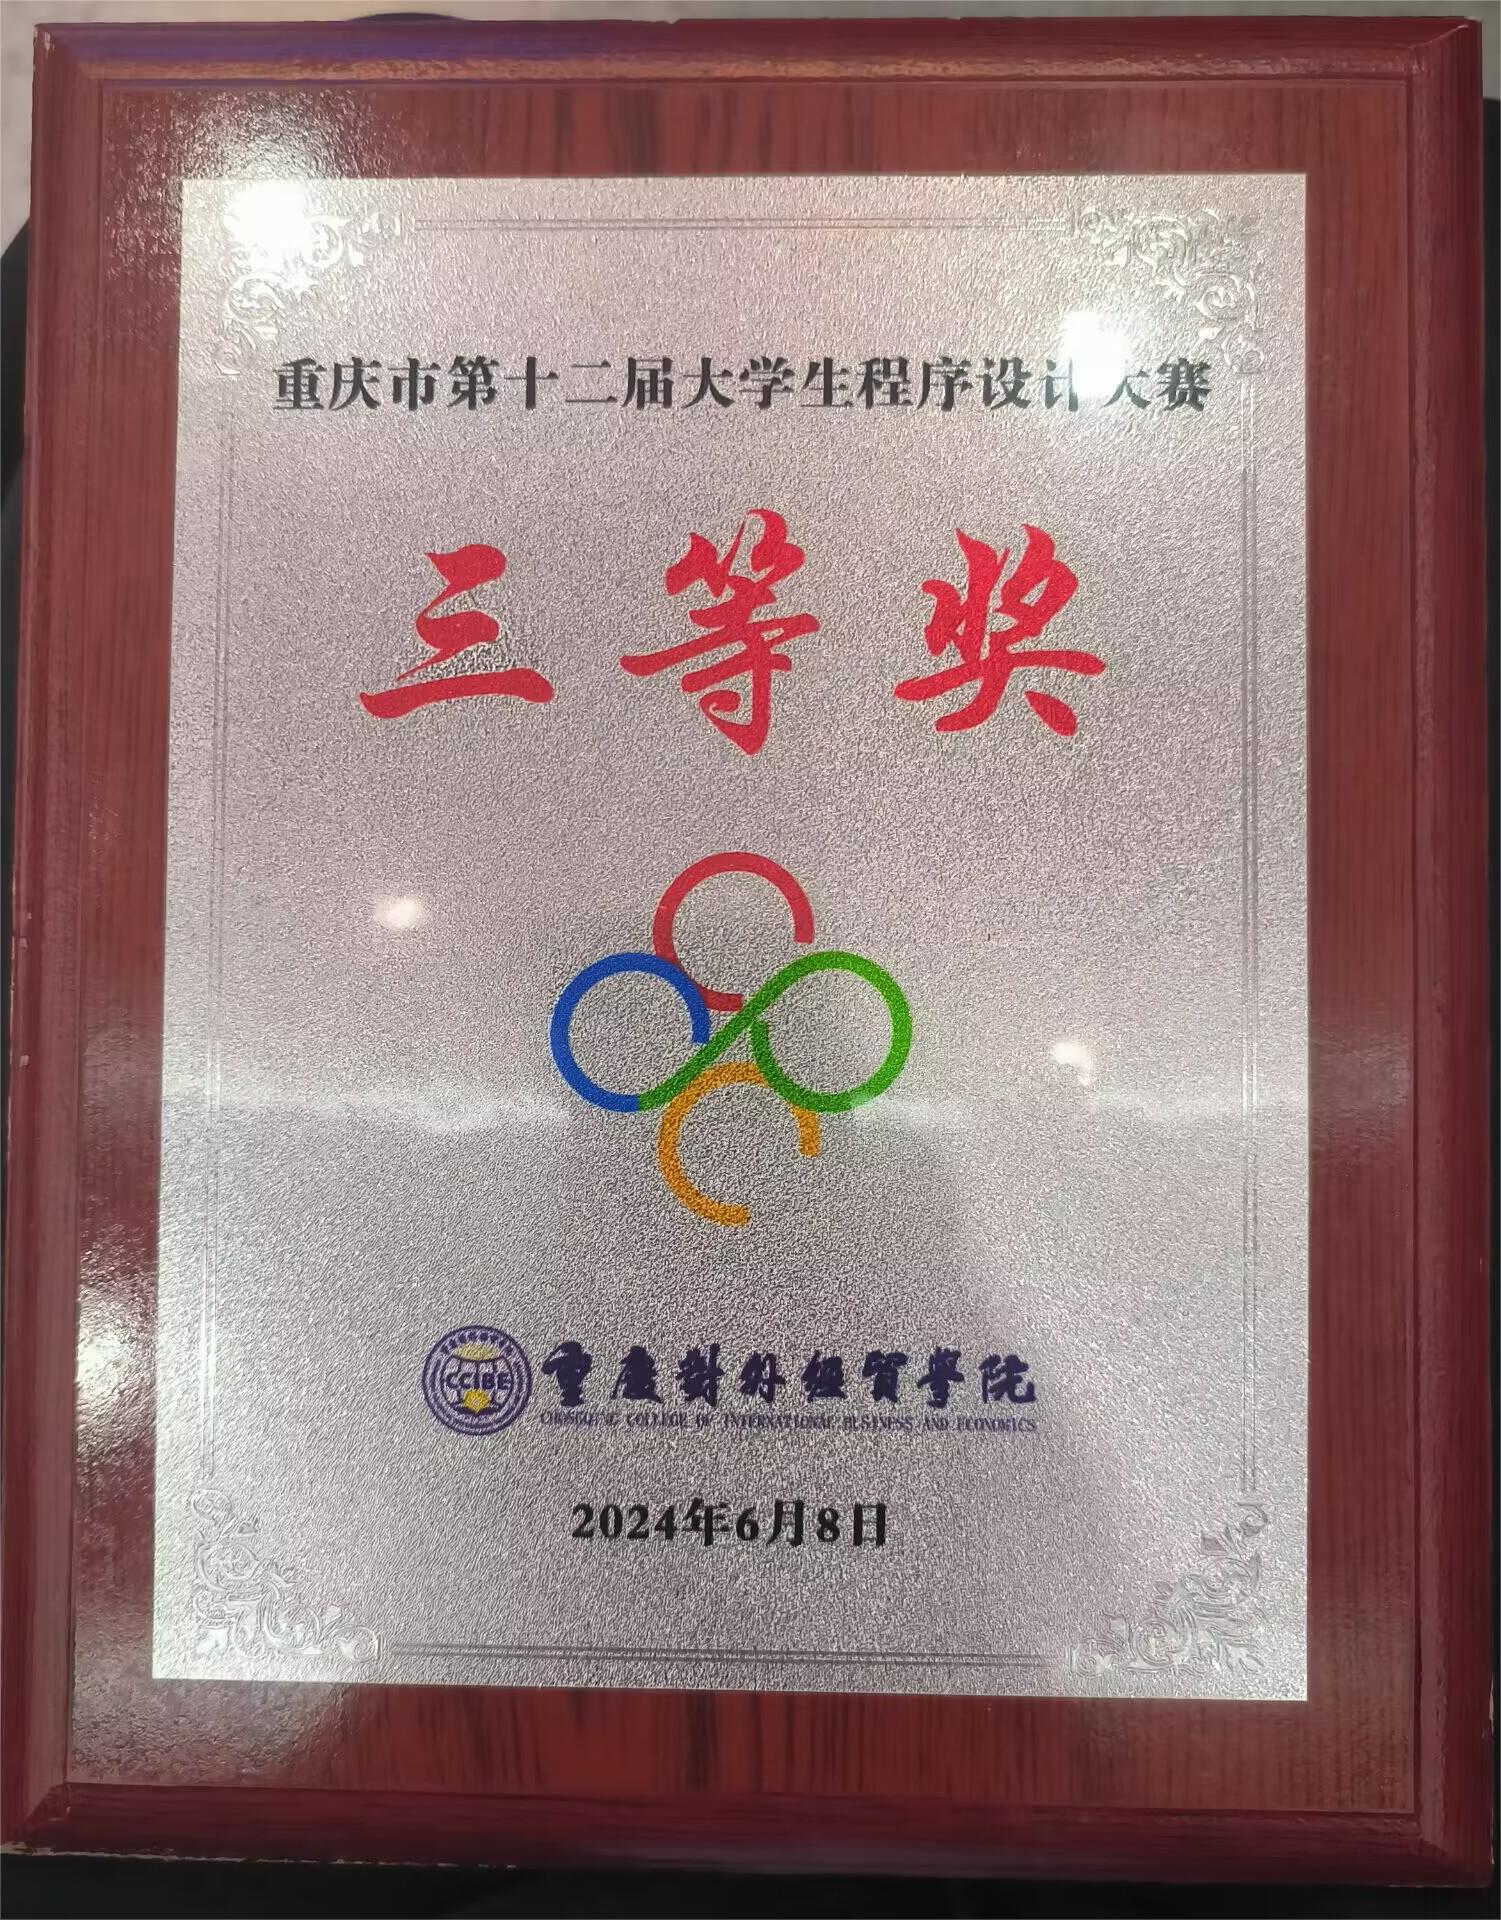 重庆市第十二届大学生程序设计大赛
三等奖
CCIBE
重慶對外經貿學院
CHONGQING COLLEGE OF INTERNATIONAL BUSINESS AND ECONOMICS
2024年6月8日